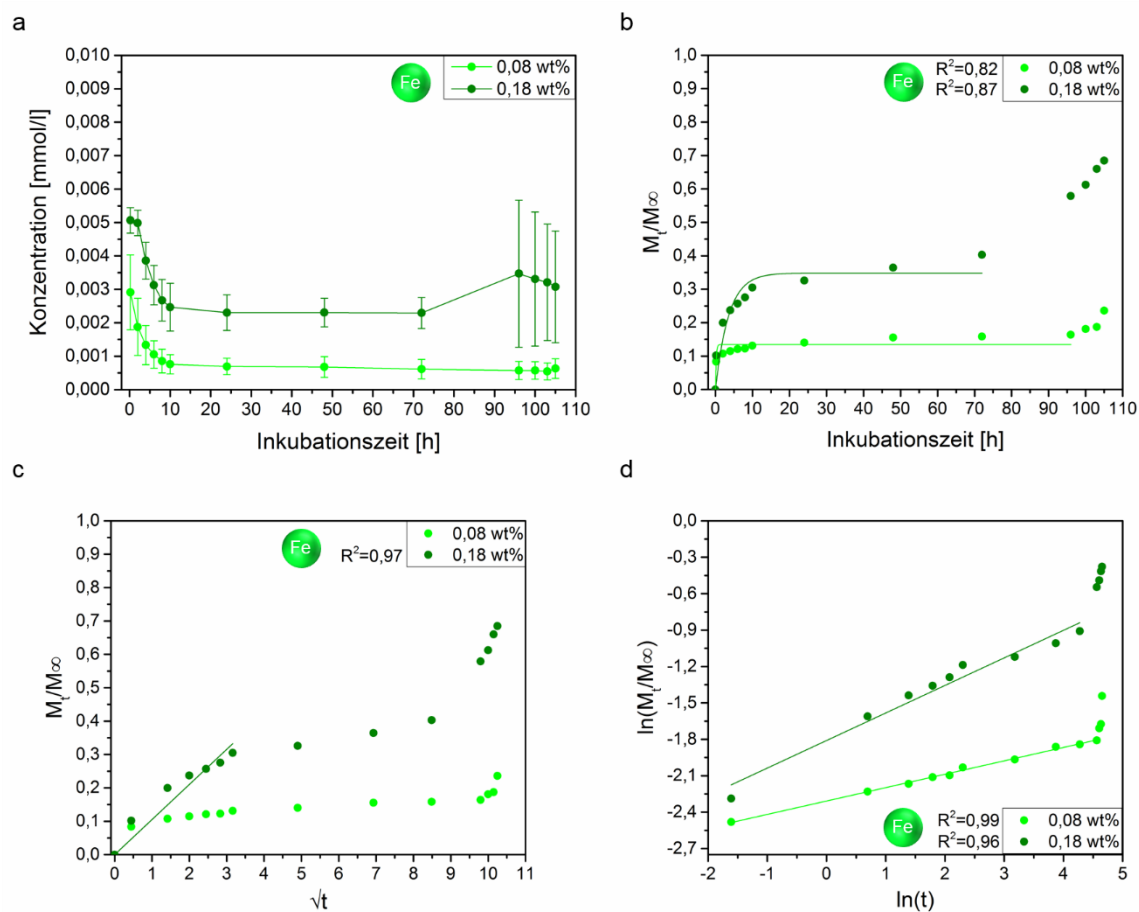 a
0,010
0,009
0,008
0,007
0,006
0,005
0,004
0,003
0,002
0,001
0,000
Konzentration [mmol/l]
Fe
0,08 wt%
0,18 wt%
0 10 20 30 40 50 60 70 80 90 100 110
Inkubationszeit [h]
b
1,0
0,9
0,8
0,7
0,6
0,5
0,4
0,3
0,2
0,1
0,0
Mt/M∞
Fe
R²=0,82 0,08 wt%
R²=0,87 0,18 wt%
0 10 20 30 40 50 60 70 80 90 100 110
Inkubationszeit [h]
c
1,0
0,9
0,8
0,7
0,6
0,5
0,4
0,3
0,2
0,1
0,0
Mt/M∞
Fe
0,08 wt%
R²=0,97 0,18 wt%
0 1 2 3 4 5 6 7 8 9 10 11
√t
d
0,0
-0,3
-0,6
-0,9
-1,2
-1,5
-1,8
-2,1
-2,4
-2,7
ln(Mt/M∞)
Fe
R²=0,99 0,08 wt%
R²=0,96 0,18 wt%
-2 -1 0 1 2 3 4 5
ln(t)